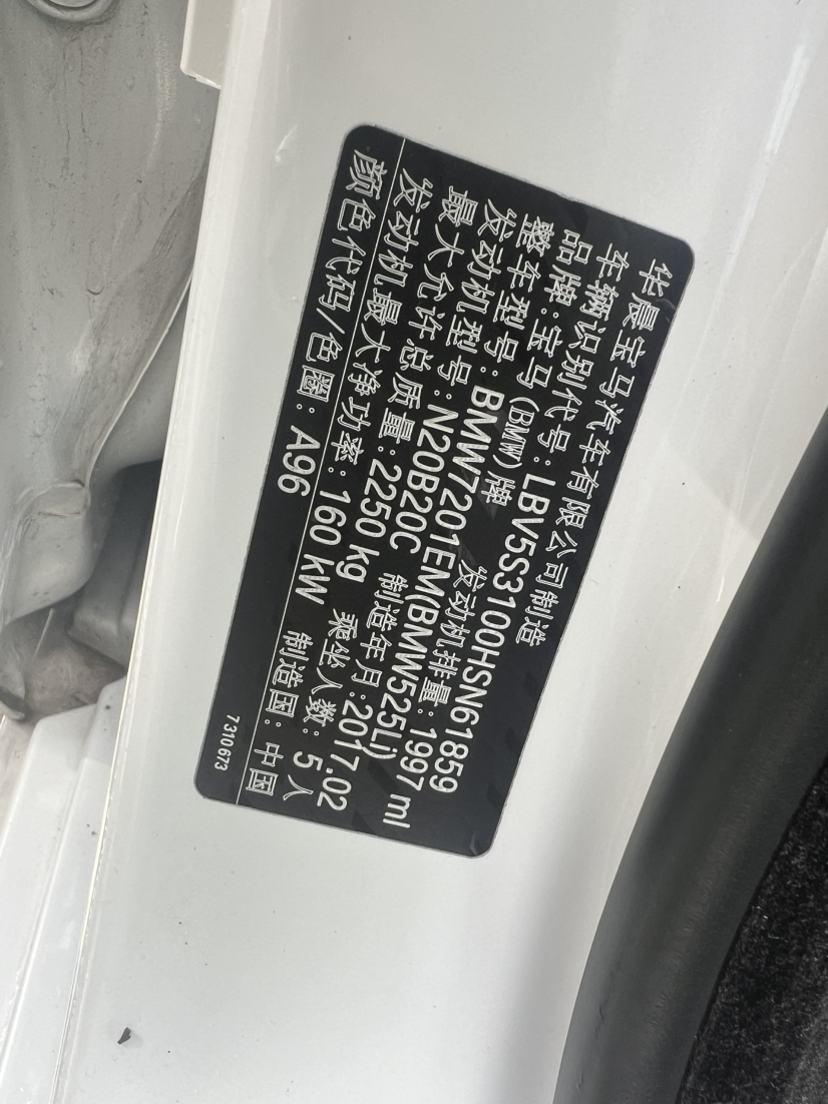 华晨宝马汽车有限公司制造
车辆识别代号：LBV5S3100HSN61859
品牌：宝马（BMW）牌 发动机排量：1997 ml
整车型号：BMW7201EM(BMW525Li)
发动机型号：N20B20C 制造年月：2017.02
最大允许总质量：2250 kg 乘坐人数：5 人
发动机最大净功率：160 kW 制造国：中国
颜色代码/色圈：A96
7310673